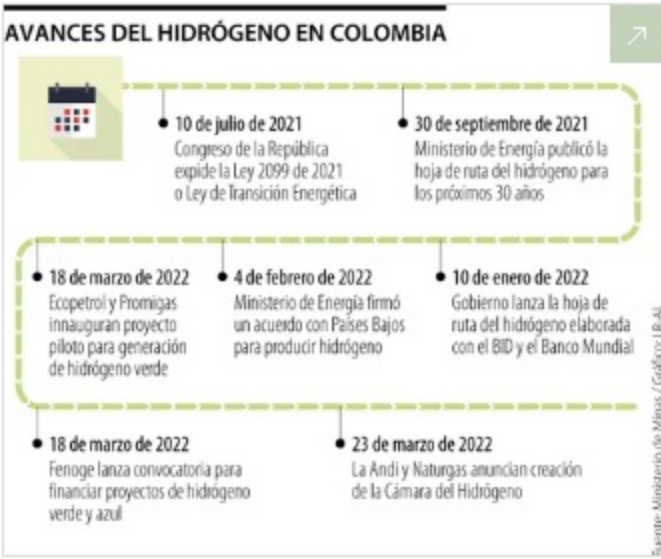 AVANCES DEL HIDRÓGENO EN COLOMBIA
10 de julio de 2021
Congreso de la República
expide la Ley 2099 de 2021
o Ley de Transición Energética
30 de septiembre de 2021
Ministerio de Energía publicó la
hoja de ruta del hidrógeno para
los próximos 30 años
10 de enero de 2022
Gobierno lanza la hoja de
ruta del hidrógeno elaborada
con el BID y el Banco Mundial
4 de febrero de 2022
Ministerio de Energía firmó
un acuerdo con Países Bajos
para producir hidrógeno
18 de marzo de 2022
Ecopetrol y Promigas
innauguran proyecto
piloto para generación
de hidrógeno verde
18 de marzo de 2022
Fenoge lanza convocatoria para
financiar proyectos de hidrógeno
verde y azul
23 de marzo de 2022
La Andi y Naturgas anuncian creación
de la Cámara del Hidrógeno
Fuente: Ministerio de Minas / Gráfico: LR-AL